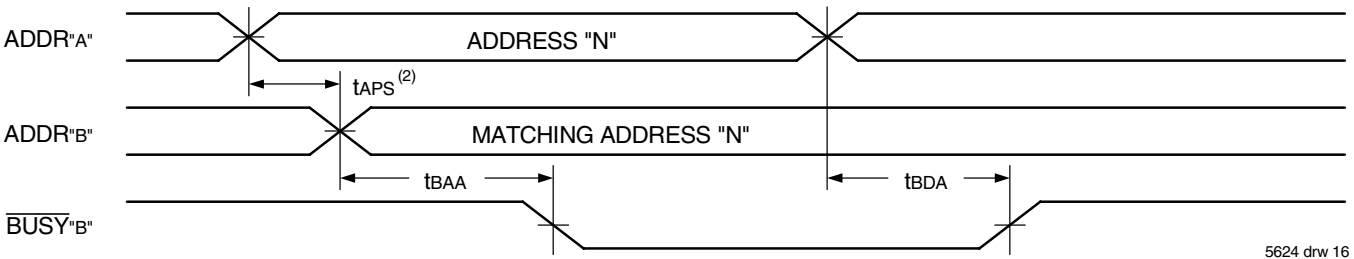 ADDR"A"
ADDRESS "N"
tAPS (2)
ADDR"B"
MATCHING ADDRESS "N"
tBAA
tBDA
BUSY"B"
5624 drw 16